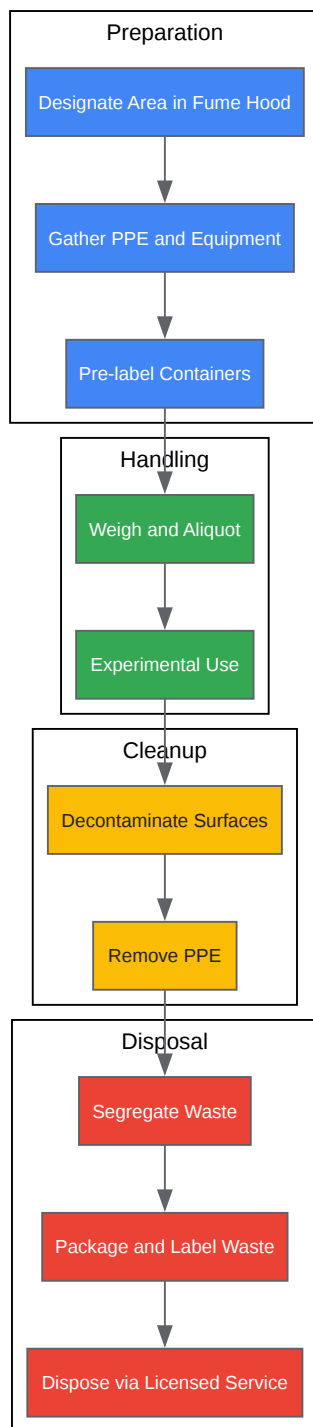 Preparation
Designate Area in Fume Hood
Gather PPE and Equipment
Pre-label Containers
Handling
Weigh and Aliquot
Experimental Use
Cleanup
Decontaminate Surfaces
Remove PPE
Disposal
Segregate Waste
Package and Label Waste
Dispose via Licensed Service